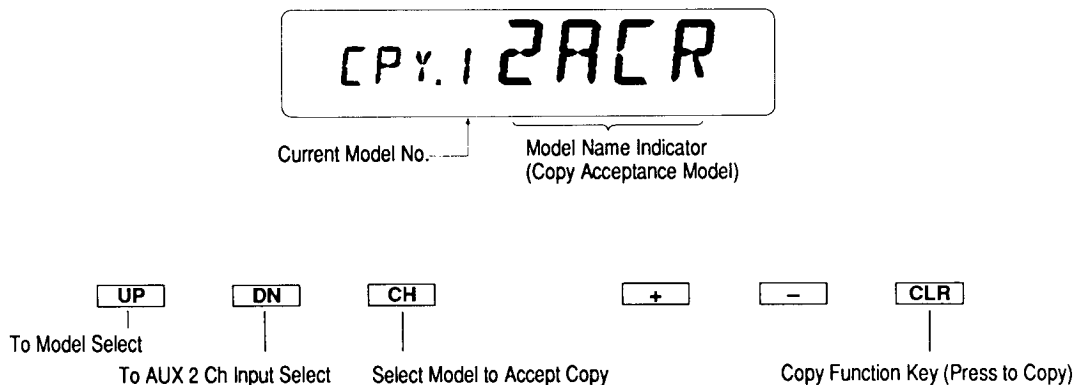 CPY.1 2ACR
Current Model No.
Model Name Indicator
(Copy Acceptance Model)
UP DN CH + - CLR
To Model Select
To AUX 2 Ch Input Select Select Model to Accept Copy Copy Function Key (Press to Copy)